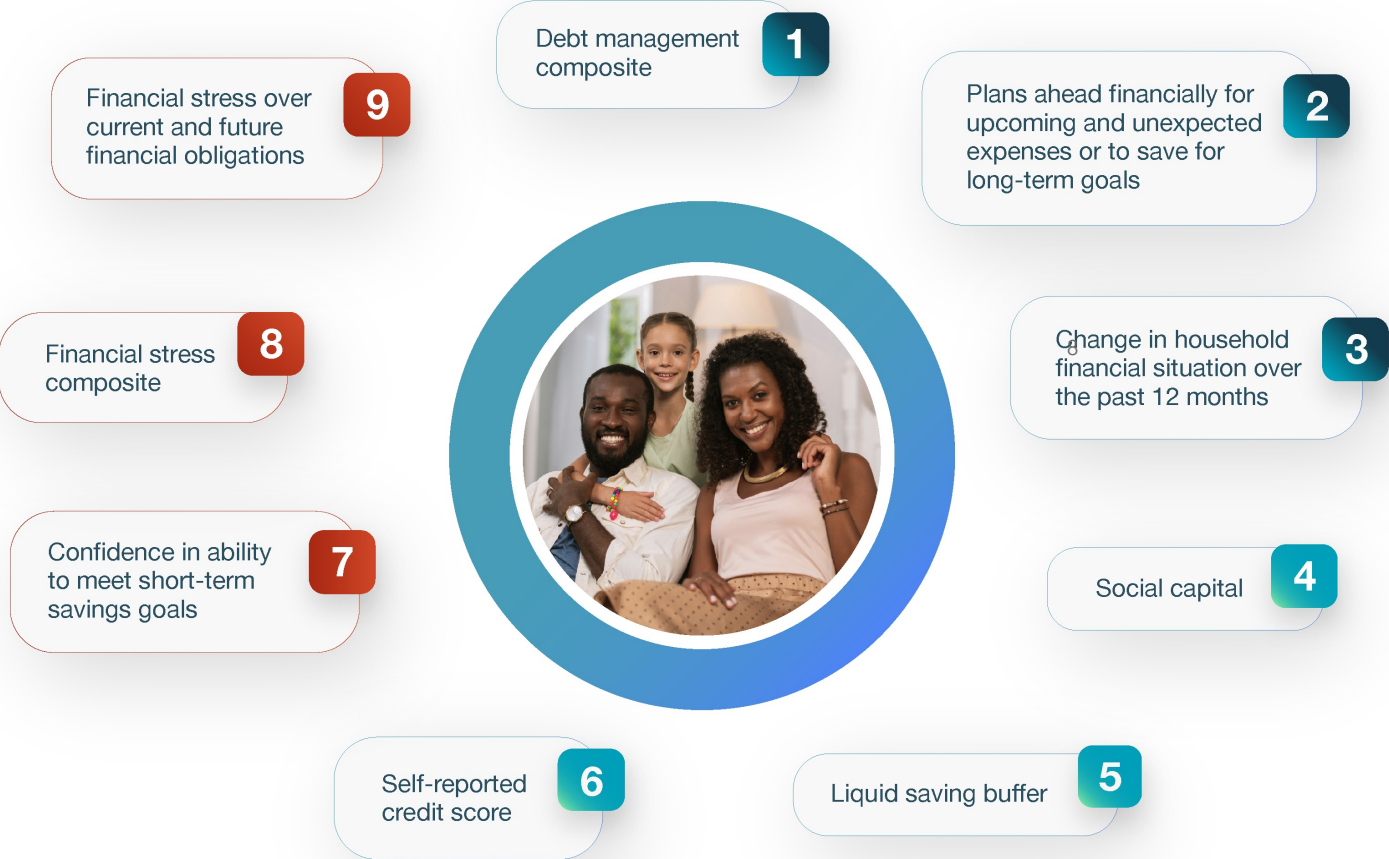 Debt management
composite
1
Plans ahead financially for
upcoming and unexpected
expenses or to save for
long-term goals
2
Change in household
financial situation over
the past 12 months
3
8
Social capital
4
Liquid saving buffer
5
Self-reported
credit score
6
Confidence in ability
to meet short-term
savings goals
7
Financial stress
composite
8
Financial stress over
current and future
financial obligations
9